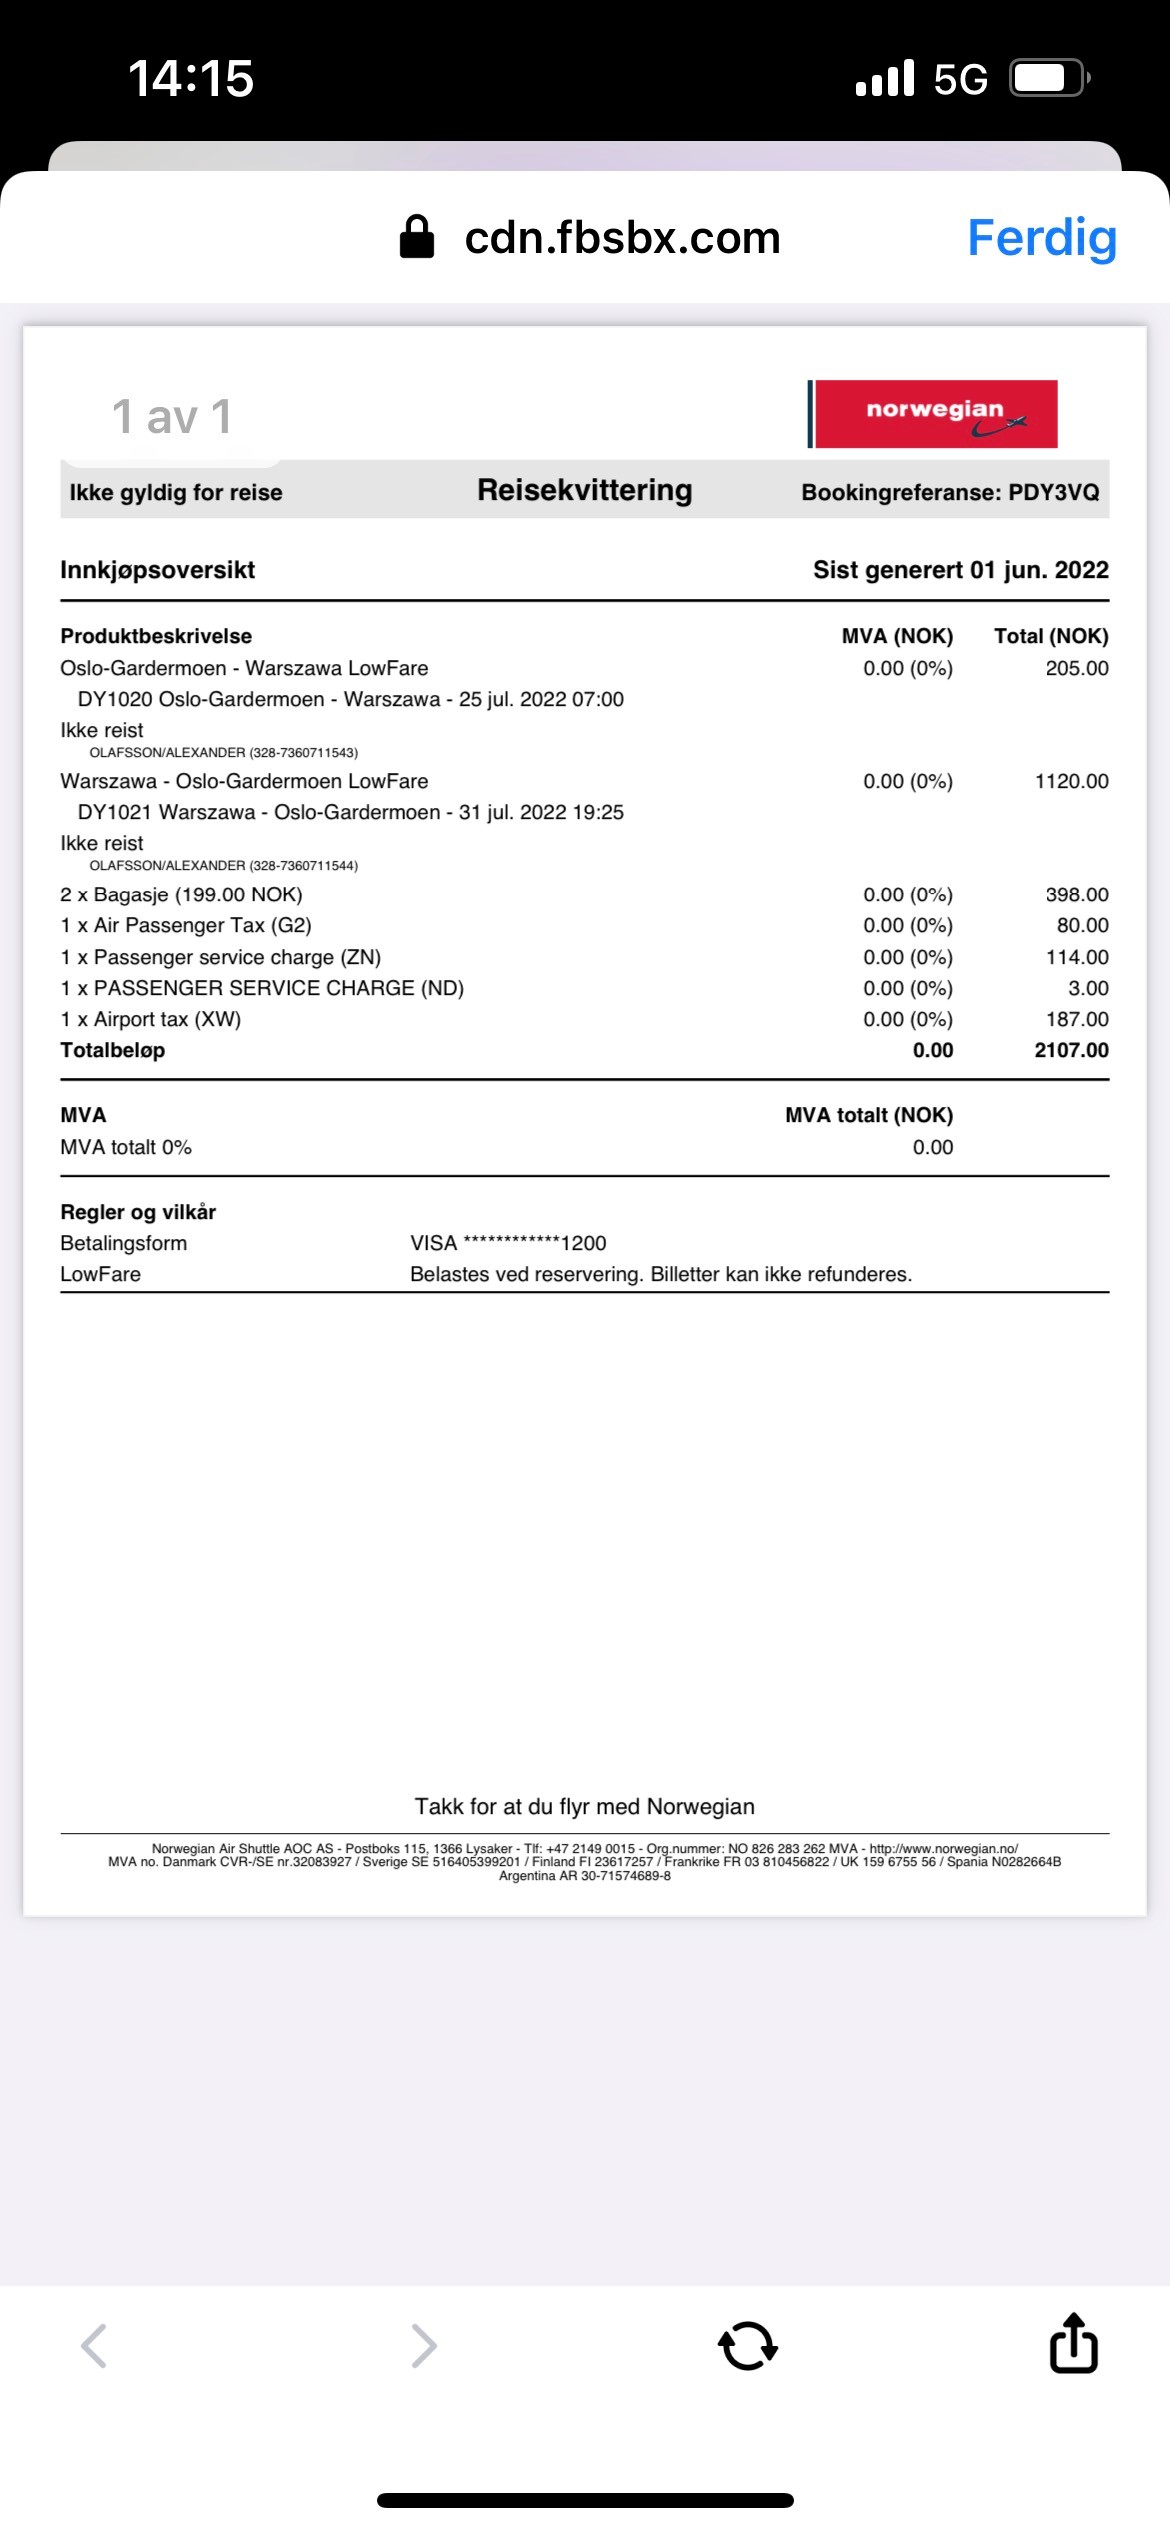 14:15
5G
cdn.fbsbx.com
Ferdig
1 av 1
norwegian
Ikke gyldig for reise Reisekvittering Bookingreferanse: PDY3VQ
Innkjøpsoversikt Sist generert 01 jun. 2022
Produktbeskrivelse MVA (NOK) Total (NOK)
Oslo-Gardermoen - Warszawa LowFare 0.00 (0%) 205.00
DY1020 Oslo-Gardermoen - Warszawa - 25 jul. 2022 07:00
Ikke reist
OLAFSSON/ALEXANDER (328-7360711543)
Warszawa - Oslo-Gardermoen LowFare 0.00 (0%) 1120.00
DY1021 Warszawa - Oslo-Gardermoen - 31 jul. 2022 19:25
Ikke reist
OLAFSSON/ALEXANDER (328-7360711544)
2 x Bagasje (199.00 NOK) 0.00 (0%) 398.00
1 x Air Passenger Tax (G2) 0.00 (0%) 80.00
1 x Passenger service charge (ZN) 0.00 (0%) 114.00
1 x PASSENGER SERVICE CHARGE (ND) 0.00 (0%) 3.00
1 x Airport tax (XW) 0.00 (0%) 187.00
Totalbeløp 0.00 2107.00
MVA MVA totalt (NOK)
MVA totalt 0% 0.00
Regler og vilkår
Betalingsform VISA ************1200
LowFare Belastes ved reservering. Billetter kan ikke refunderes.
Takk for at du flyr med Norwegian
Norwegian Air Shuttle AOC AS - Postboks 115, 1366 Lysaker - Tlf: +47 2149 0015 - Org.nummer: NO 826 283 262 MVA - http://www.norwegian.no/
MVA no. Danmark CVR-/SE nr.32083927 / Sverige SE 516405399201 / Finland FI 23617257 / Frankrike FR 03 810456822 / UK 159 6755 56 / Spania N0282664B
Argentina AR 30-71574689-8